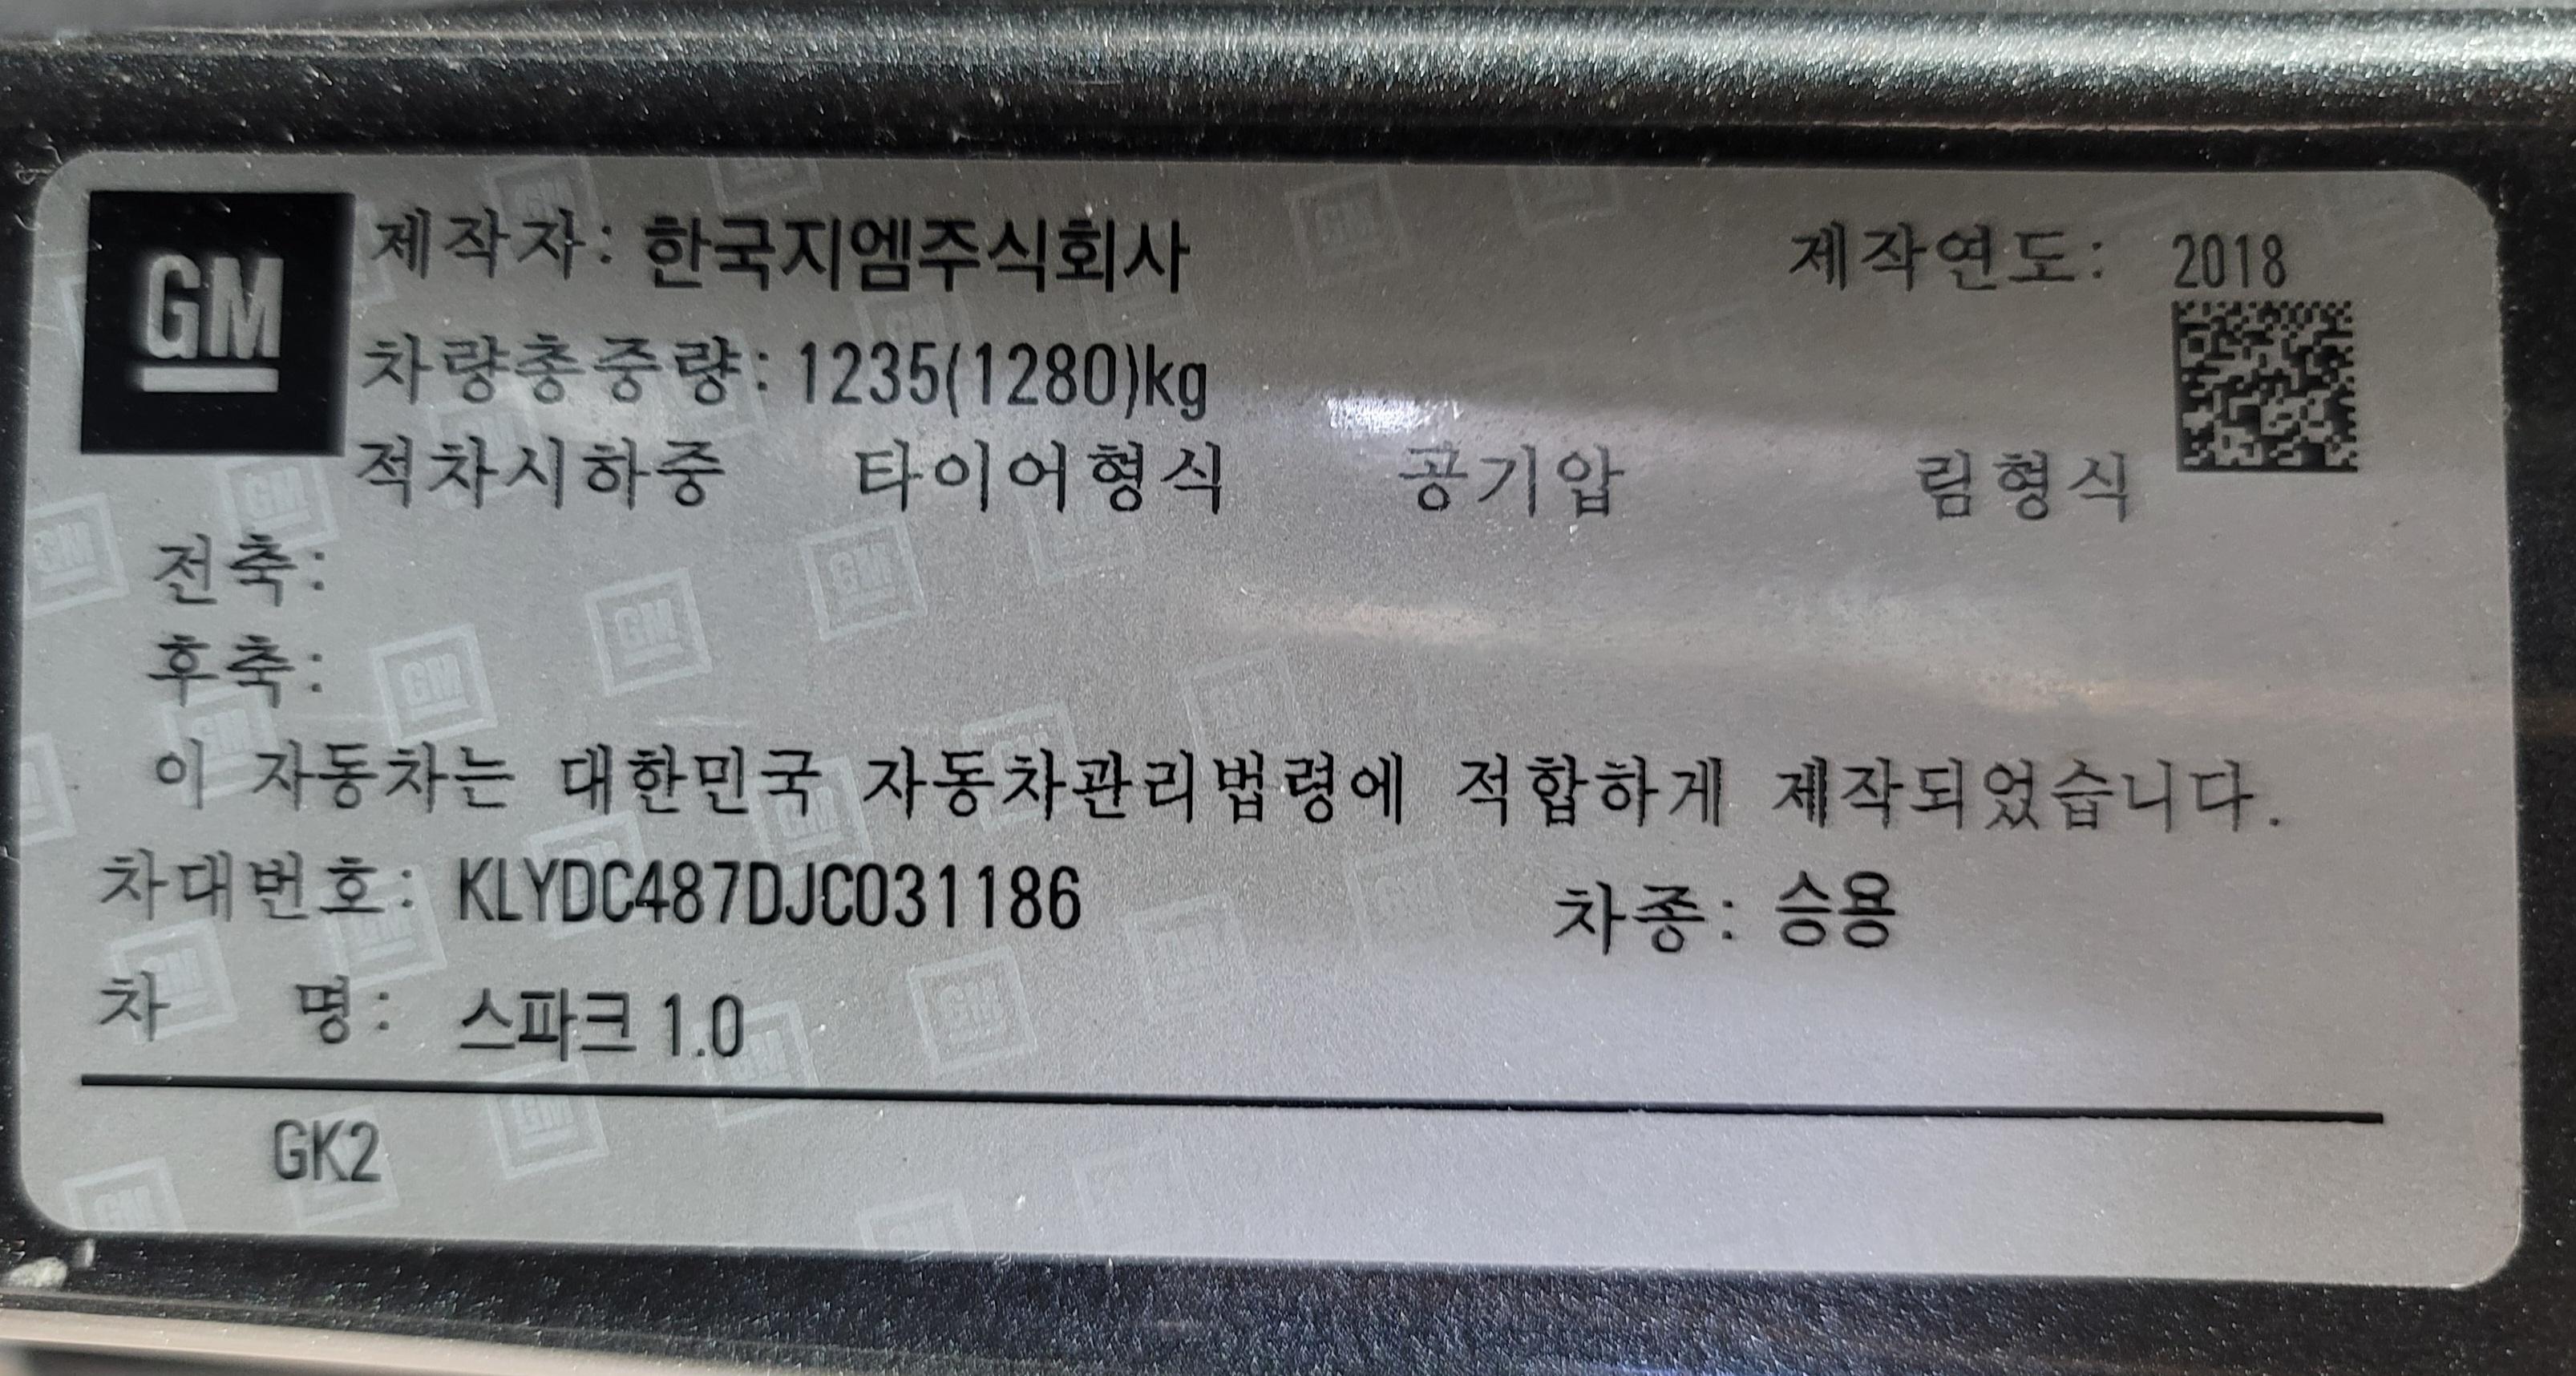 GM
제작자: 한국지엠주식회사 제작연도: 2018
차량총중량: 1235(1280)kg
적차시하중 타이어형식 공기압 림형식
전축:
후축:
이 자동차는 대한민국 자동차관리법령에 적합하게 제작되었습니다.
차대번호: KLYDC487DJC031186 차종: 승용
차 명: 스파크 1.0
GK2